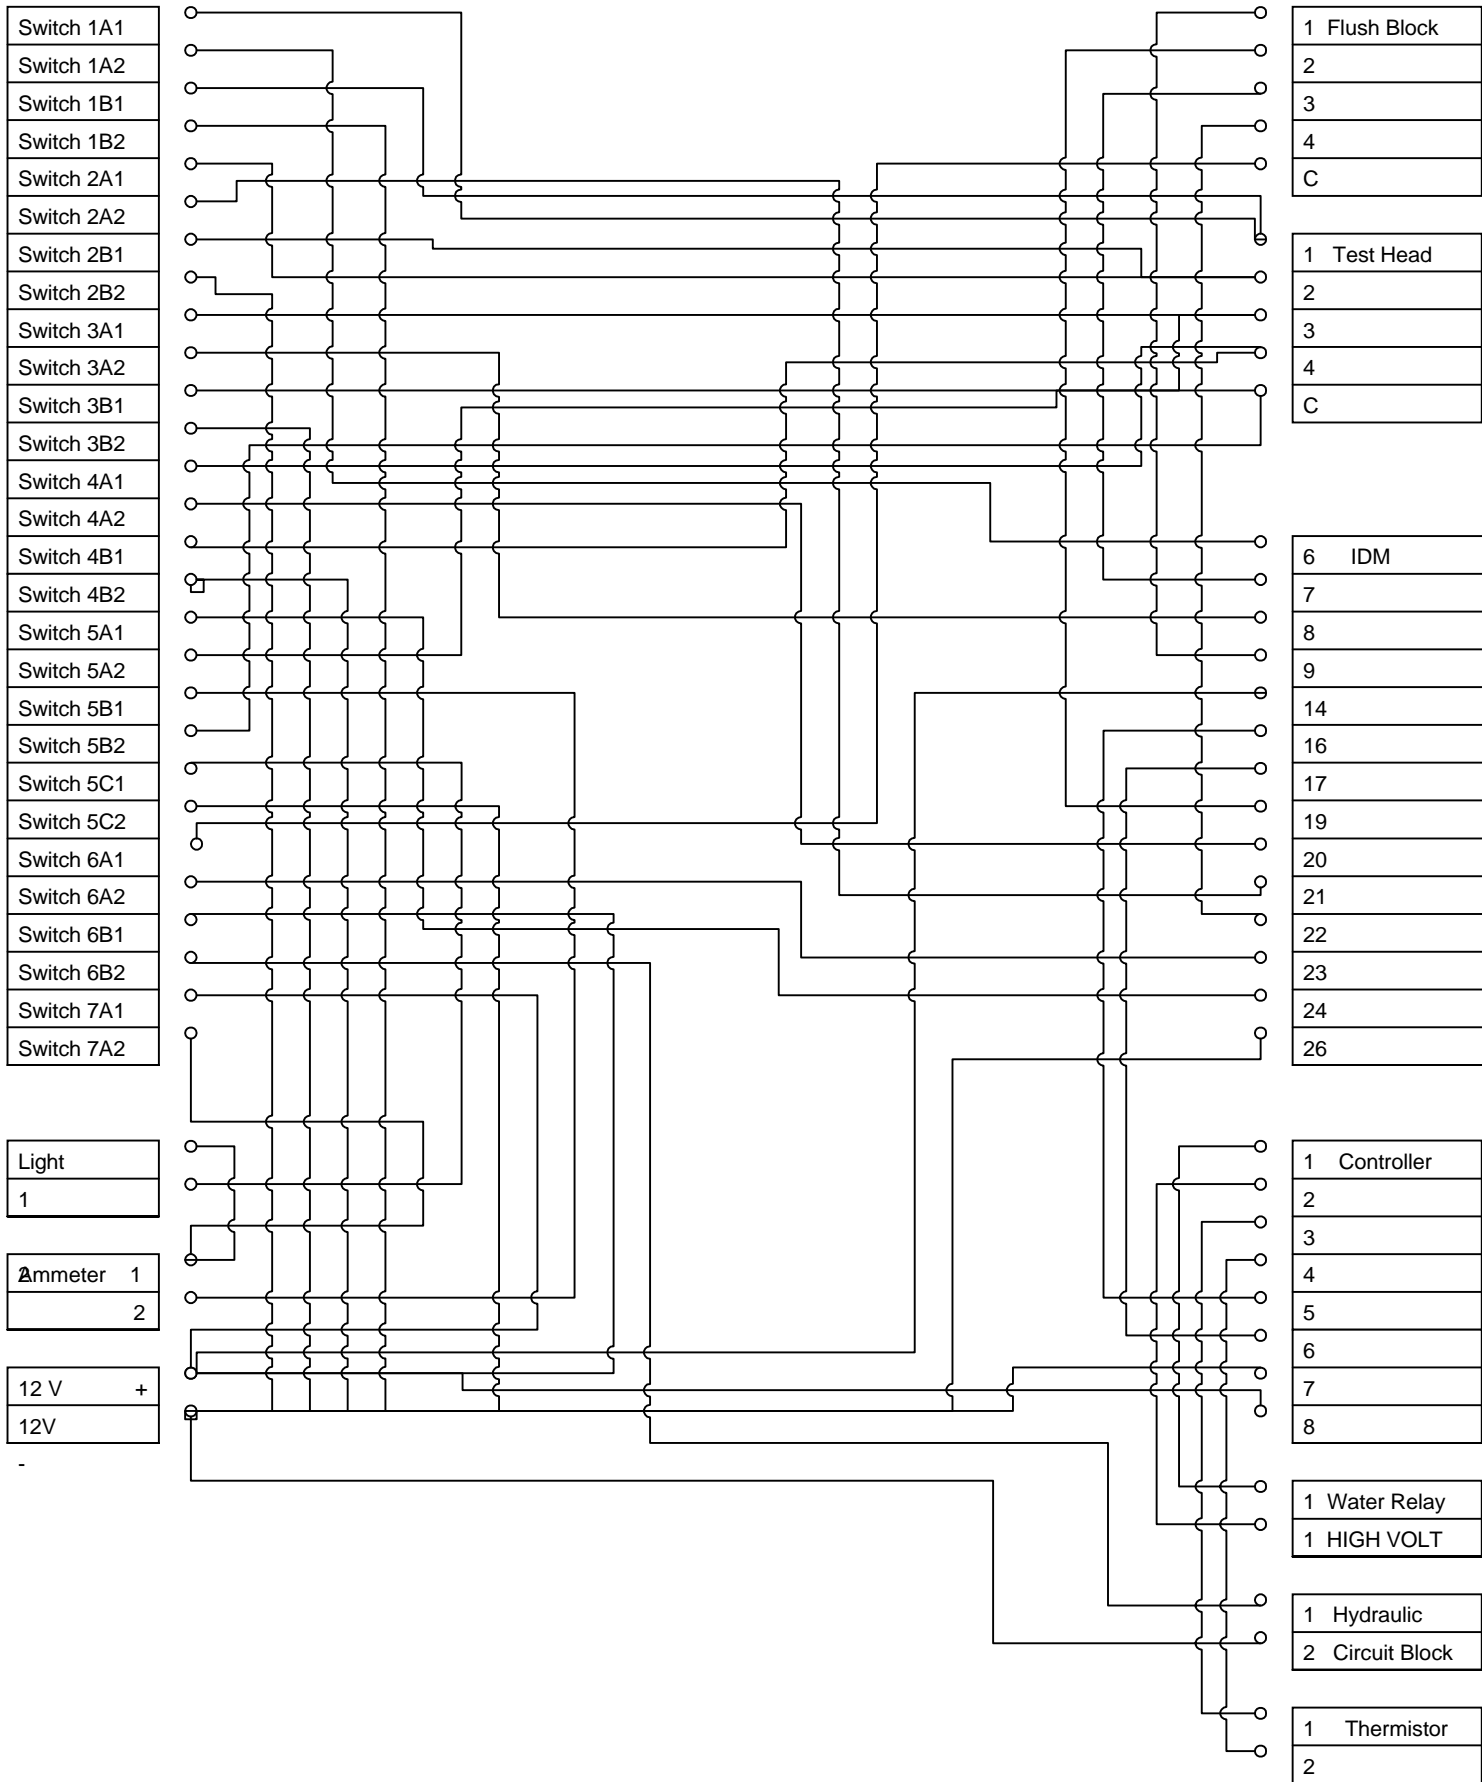 Switch 1A1
Switch 1A2
Switch 1B1
Switch 1B2
Switch 2A1
Switch 2A2
Switch 2B1
Switch 2B2
Switch 3A1
Switch 3A2
Switch 3B1
Switch 3B2
Switch 4A1
Switch 4A2
Switch 4B1
Switch 4B2
Switch 5A1
Switch 5A2
Switch 5B1
Switch 5B2
Switch 5C1
Switch 5C2
Switch 6A1
Switch 6A2
Switch 6B1
Switch 6B2
Switch 7A1
Switch 7A2
Light
1
2
Ammeter 1
2
12 V +
12V
-
1 Flush Block
2
3
4
C
1 Test Head
2
3
4
C
6 IDM
7
8
9
14
16
17
19
20
21
22
23
24
26
1 Controller
2
3
4
5
6
7
8
1 Water Relay
1 HIGH VOLT
1 Hydraulic
2 Circuit Block
1 Thermistor
2